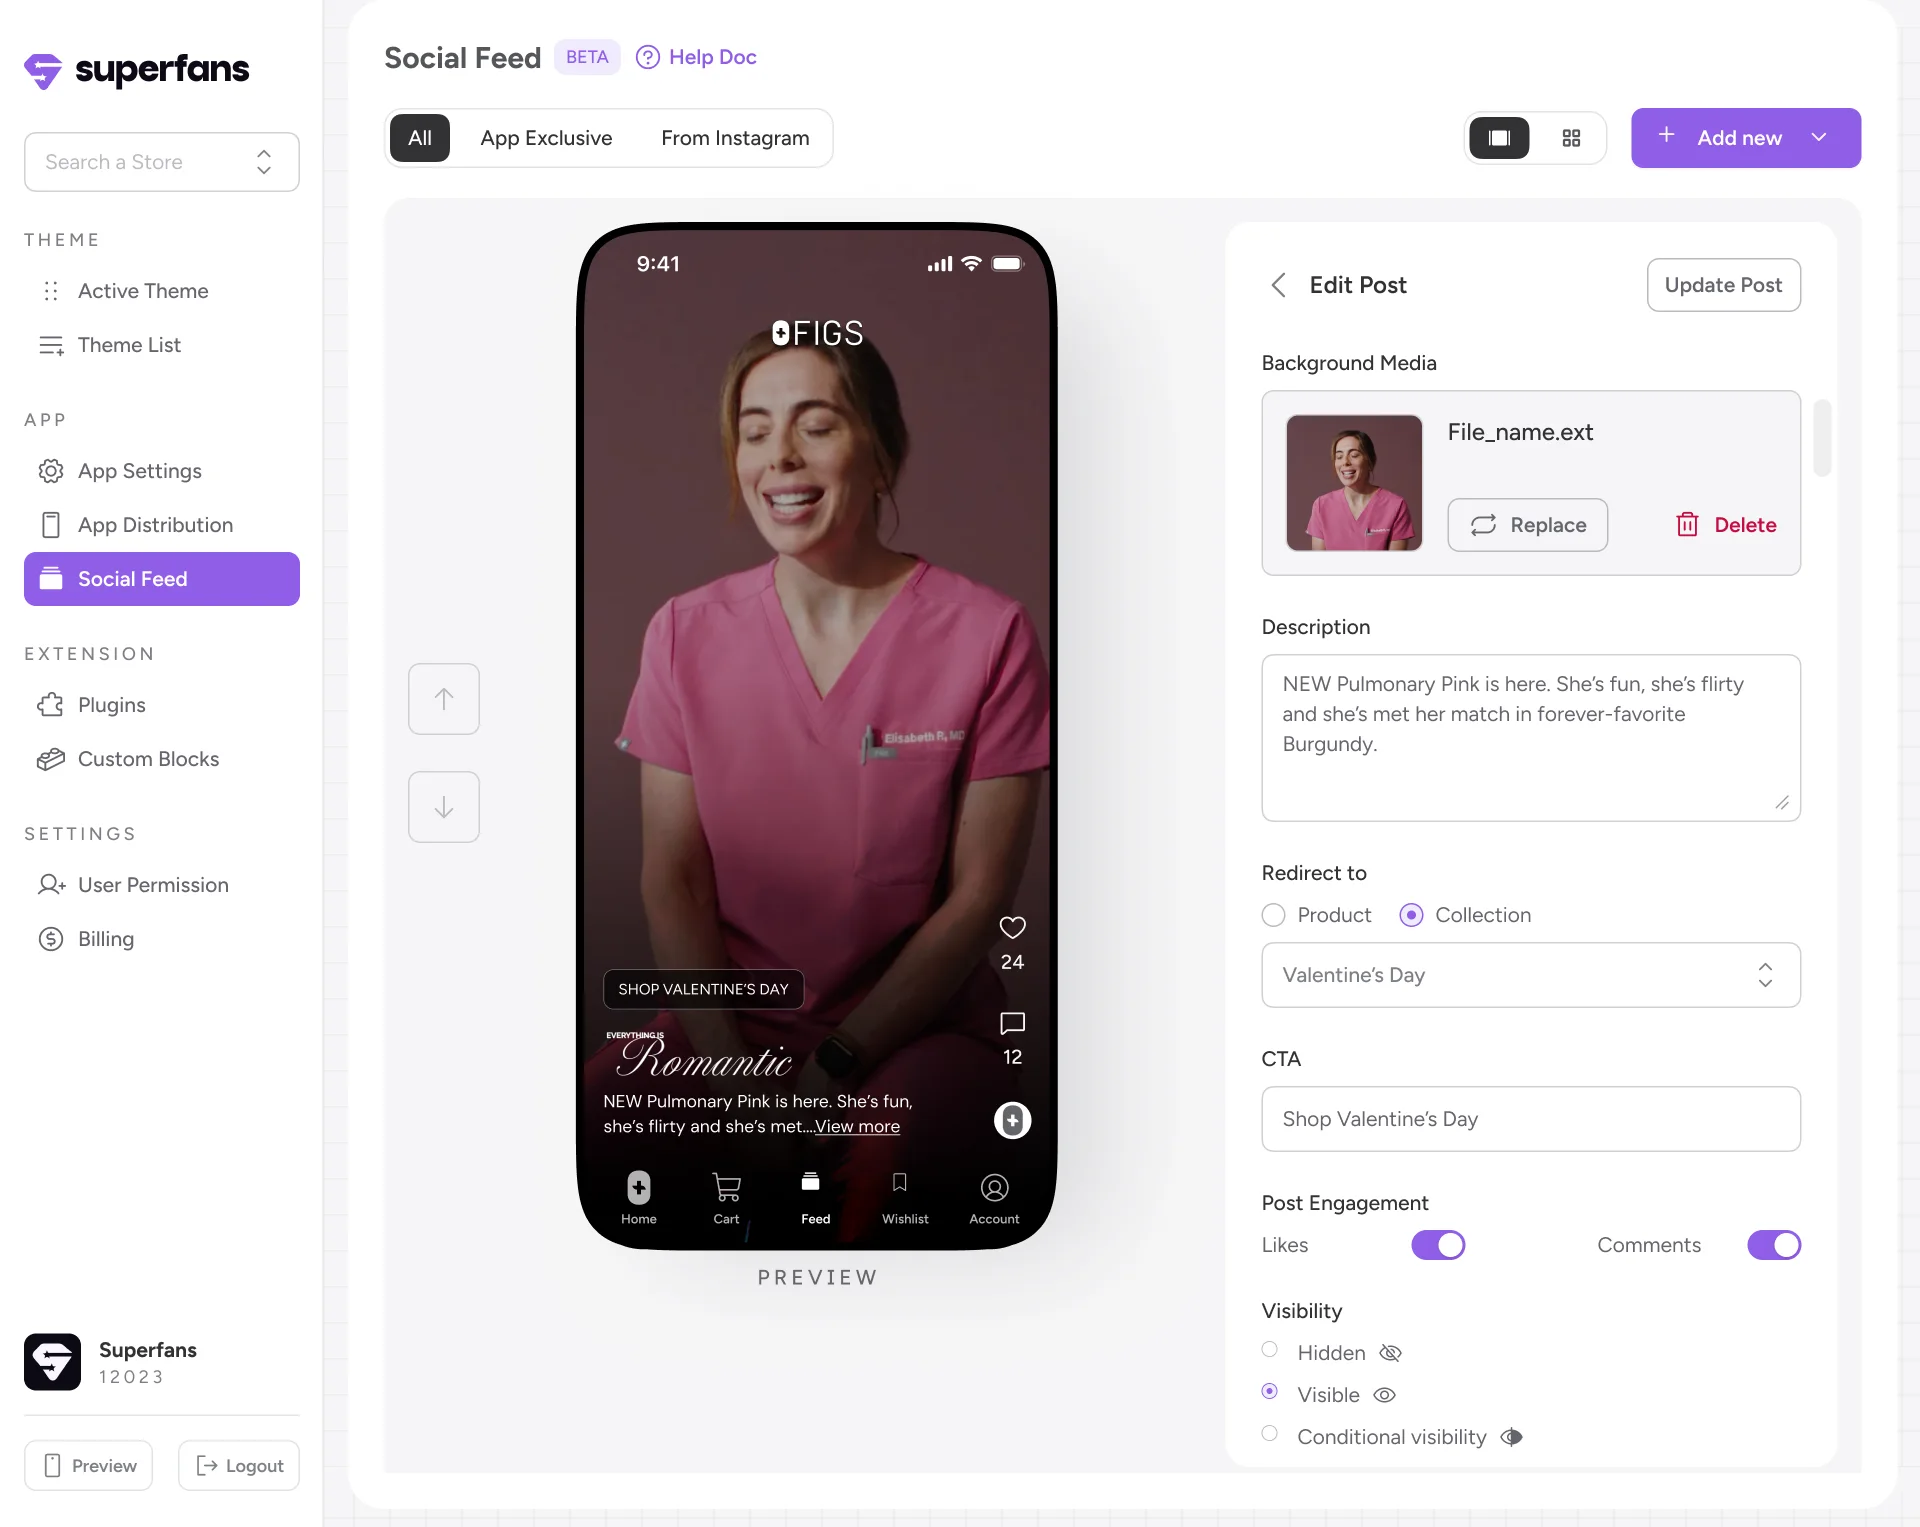 superfans
Search a Store
THEME
Active Theme
Theme List
APP
App Settings
App Distribution
Social Feed
EXTENSION
Plugins
Custom Blocks
SETTINGS
User Permission
Billing
Superfans
12023
Preview
Logout
Social Feed
BETA
Help Doc
All
App Exclusive
From Instagram
Add new
9:41
FIGS
Elisabeth R, MD
24
SHOP VALENTINE’S DAY
12
EVERYTHING IS
Romantic
NEW Pulmonary Pink is here. She’s fun,
she’s flirty and she’s met....View more
Home
Cart
Feed
Wishlist
Account
PREVIEW
Edit Post
Update Post
Background Media
File_name.ext
Replace
Delete
Description
NEW Pulmonary Pink is here. She’s fun, she’s flirty
and she’s met her match in forever-favorite
Burgundy.
Redirect to
Product
Collection
Valentine’s Day
CTA
Shop Valentine’s Day
Post Engagement
Likes
Comments
Visibility
Hidden
Visible
Conditional visibility